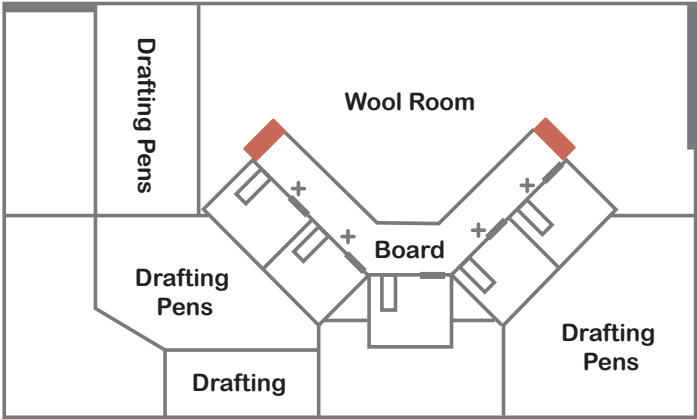 Drafting Pens
Wool Room
Board
Drafting
Pens
Drafting
Drafting
Pens